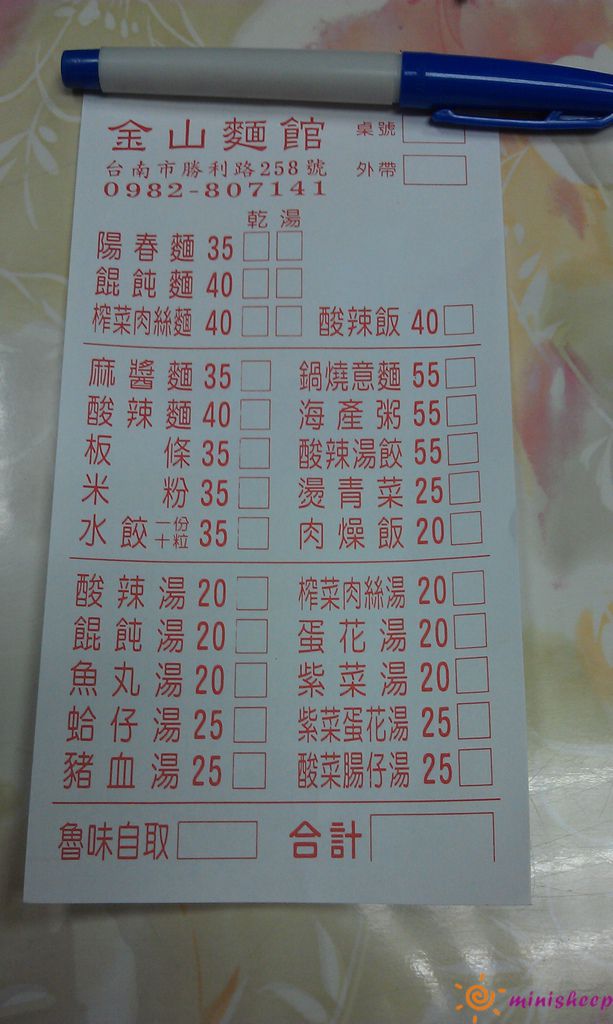 金山麵館 桌號
台南市勝利路258號 外帶
0982-807141
乾 湯
陽春麵 35
餛飩麵 40
榨菜肉絲麵 40 酸辣飯 40
麻醬麵 35 鍋燒意麵 55
酸辣麵 40 海產粥 55
板條 35 酸辣湯餃 55
米粉 35 燙青菜 25
水餃 一份十粒 35 肉燥飯 20
酸辣湯 20 榨菜肉絲湯 20
餛飩湯 20 蛋花湯 20
魚丸湯 20 紫菜湯 20
蛤仔湯 25 紫菜蛋花湯 25
豬血湯 25 酸菜腸仔湯 25
魯味自取 合計
minisheep